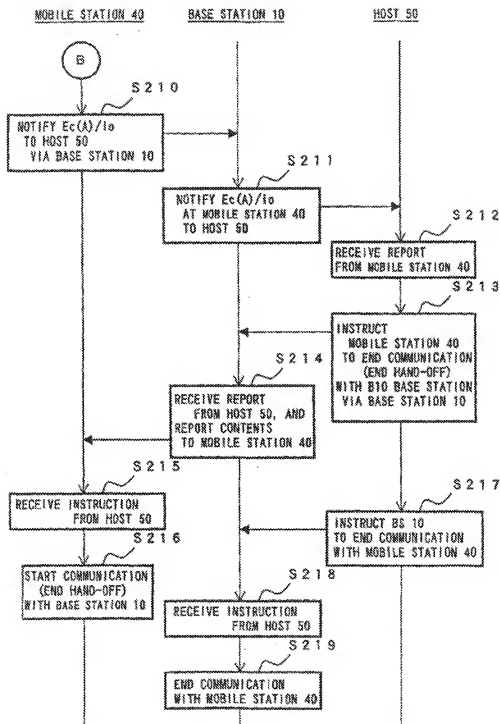 MOBILE STATION 40
BASE STATION 10
HOST 50
B
S210
NOTIFY Ec(A)/Io
TO HOST 50
VIA BASE STATION 10
S211
NOTIFY Ec(A)/Io
AT MOBILE STATION 40
TO HOST 50
S212
RECEIVE REPORT
FROM MOBILE STATION 40
S213
INSTRUCT
MOBILE STATION 40
TO END COMMUNICATION
(END HAND-OFF)
WITH B10 BASE STATION
VIA BASE STATION 10
S214
RECEIVE REPORT
FROM HOST 50, AND
REPORT CONTENTS
TO MOBILE STATION 40
S215
RECEIVE INSTRUCTION
FROM HOST 50
S216
START COMMUNICATION
(END HAND-OFF)
WITH BASE STATION 10
S217
INSTRUCT BS 10
TO END COMMUNICATION
WITH MOBILE STATION 40
S218
RECEIVE INSTRUCTION
FROM HOST 50
S219
END COMMUNICATION
WITH MOBILE STATION 40